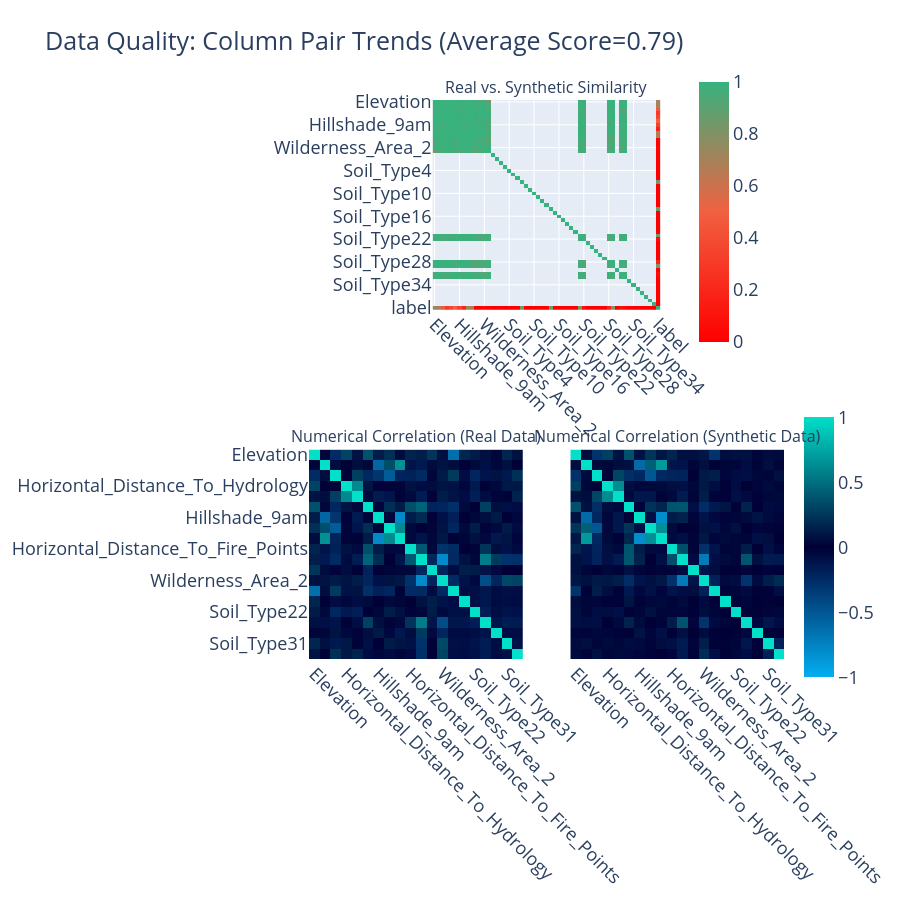 Data Quality: Column Pair Trends (Average Score=0.79)
Real vs. Synthetic Similarity
Elevation
Hillshade_9am
Wilderness_Area_2
Soil_Type4
Soil_Type10
Soil_Type16
Soil_Type22
Soil_Type28
Soil_Type34
label
Elevation
Hillshade_9am
Wilderness_Area_2
Soil_Type4
Soil_Type10
Soil_Type16
Soil_Type22
Soil_Type28
Soil_Type34
label
1
0.8
0.6
0.4
0.2
0
Numerical Correlation (Real Data)
Numerical Correlation (Synthetic Data)
Elevation
Horizontal_Distance_To_Hydrology
Hillshade_9am
Horizontal_Distance_To_Fire_Points
Wilderness_Area_2
Soil_Type22
Soil_Type31
Elevation
Horizontal_Distance_To_Hydrology
Hillshade_9am
Horizontal_Distance_To_Fire_Points
Wilderness_Area_2
Soil_Type22
Soil_Type31
Elevation
Horizontal_Distance_To_Hydrology
Hillshade_9am
Horizontal_Distance_To_Fire_Points
Wilderness_Area_2
Soil_Type22
Soil_Type31
1
0.5
0
−0.5
−1